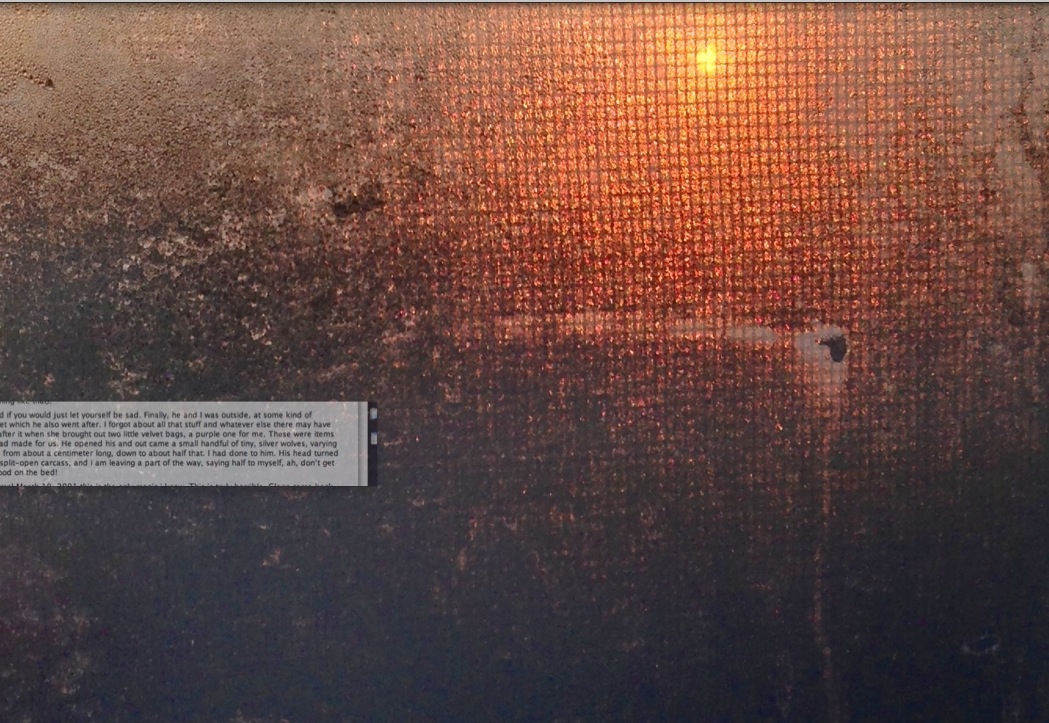 d if you would just let yourself be sad. Finally, he and I was outside, at some kind of
et which he also went after. I forgot about all that stuff and whatever else there may have
after it when she brought out two little velvet bags, a purple one for me. These were items
ad made for us. He opened his and out came a small handful of tiny, silver wolves, varying
from about a centimeter long, down to about half that. I had done to him. His head turned
split-open carcass, and i am leaving a part of the way, saying half to myself, ah, don't get
ood on the bed!